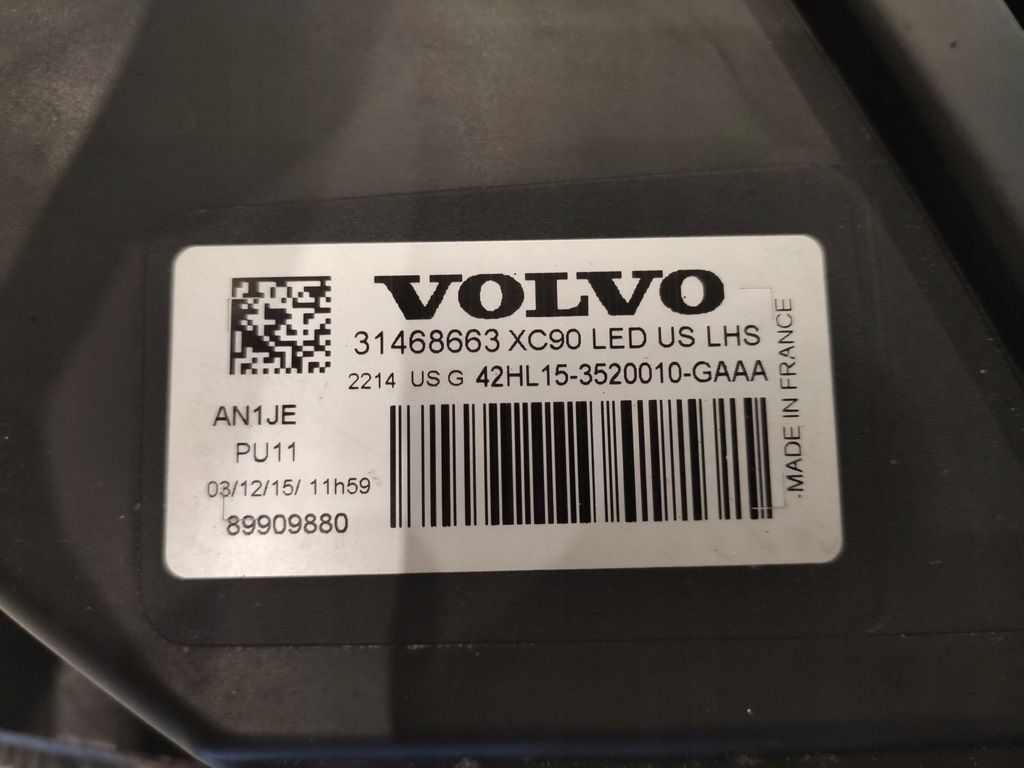 VOLVO
31468663 XC90 LED US LHS
2214 US G 42HL15-3520010-GAAA
AN1JE
PU11
03/12/15/ 11h59
89909880
MADE IN FRANCE